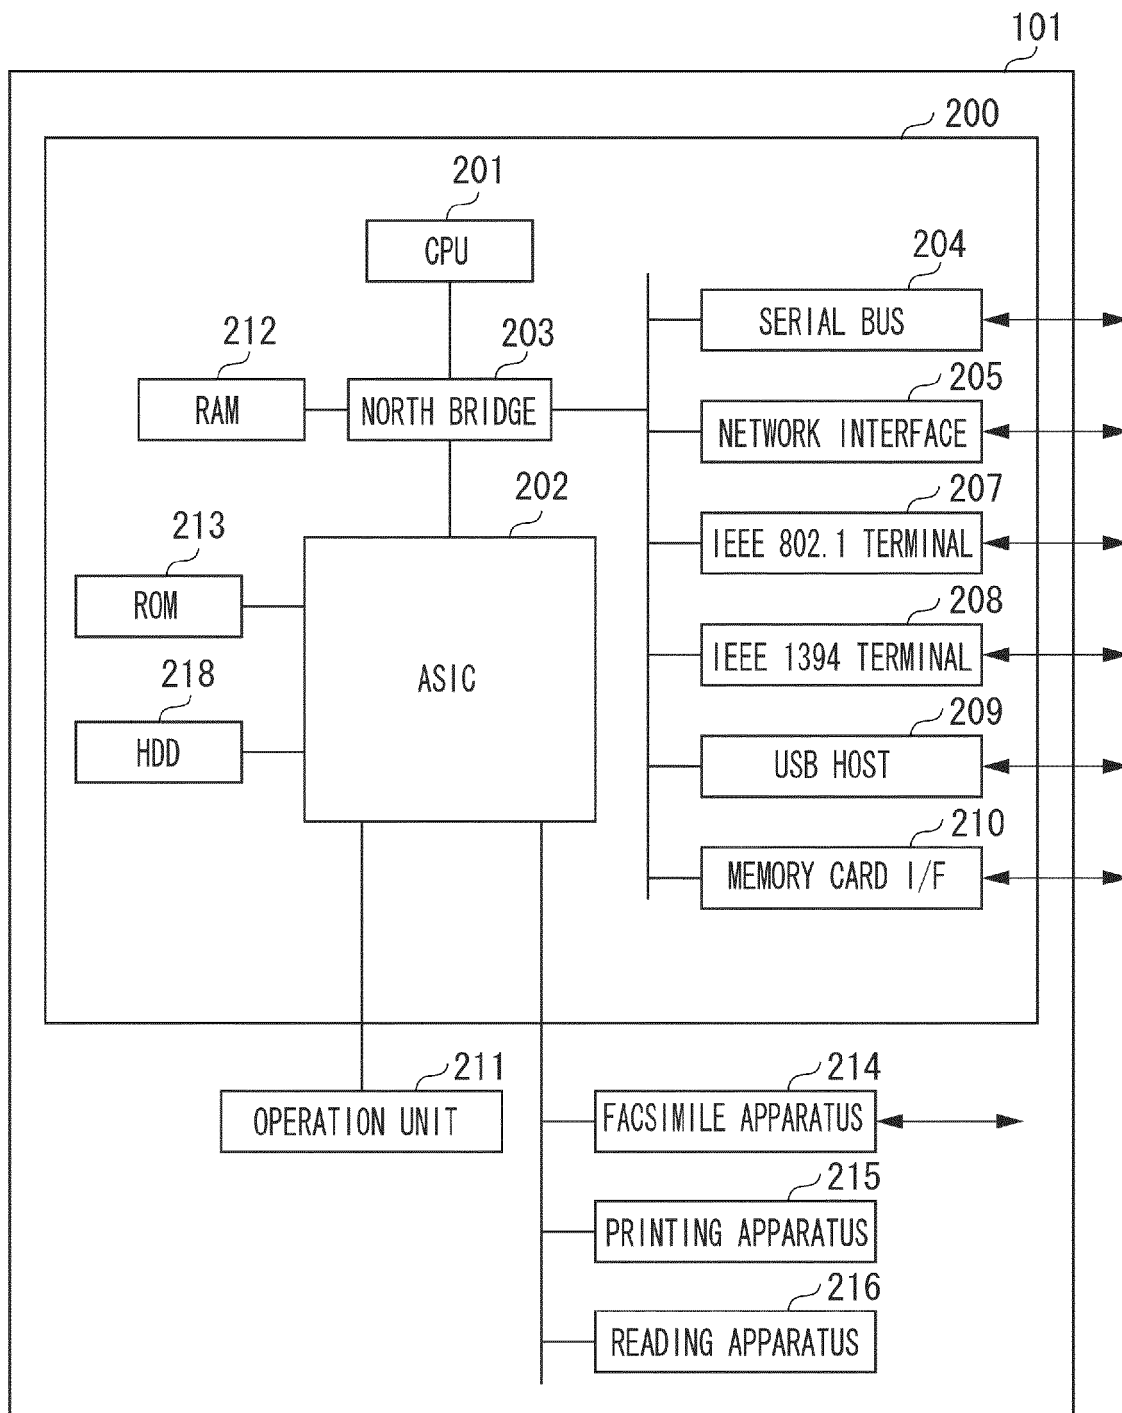 101
200
201
CPU
204
SERIAL BUS
212
RAM
203
NORTH BRIDGE
205
NETWORK INTERFACE
202
ASIC
207
IEEE 802.1 TERMINAL
213
ROM
208
IEEE 1394 TERMINAL
218
HDD
209
USB HOST
210
MEMORY CARD I/F
211
OPERATION UNIT
214
FACSIMILE APPARATUS
215
PRINTING APPARATUS
216
READING APPARATUS